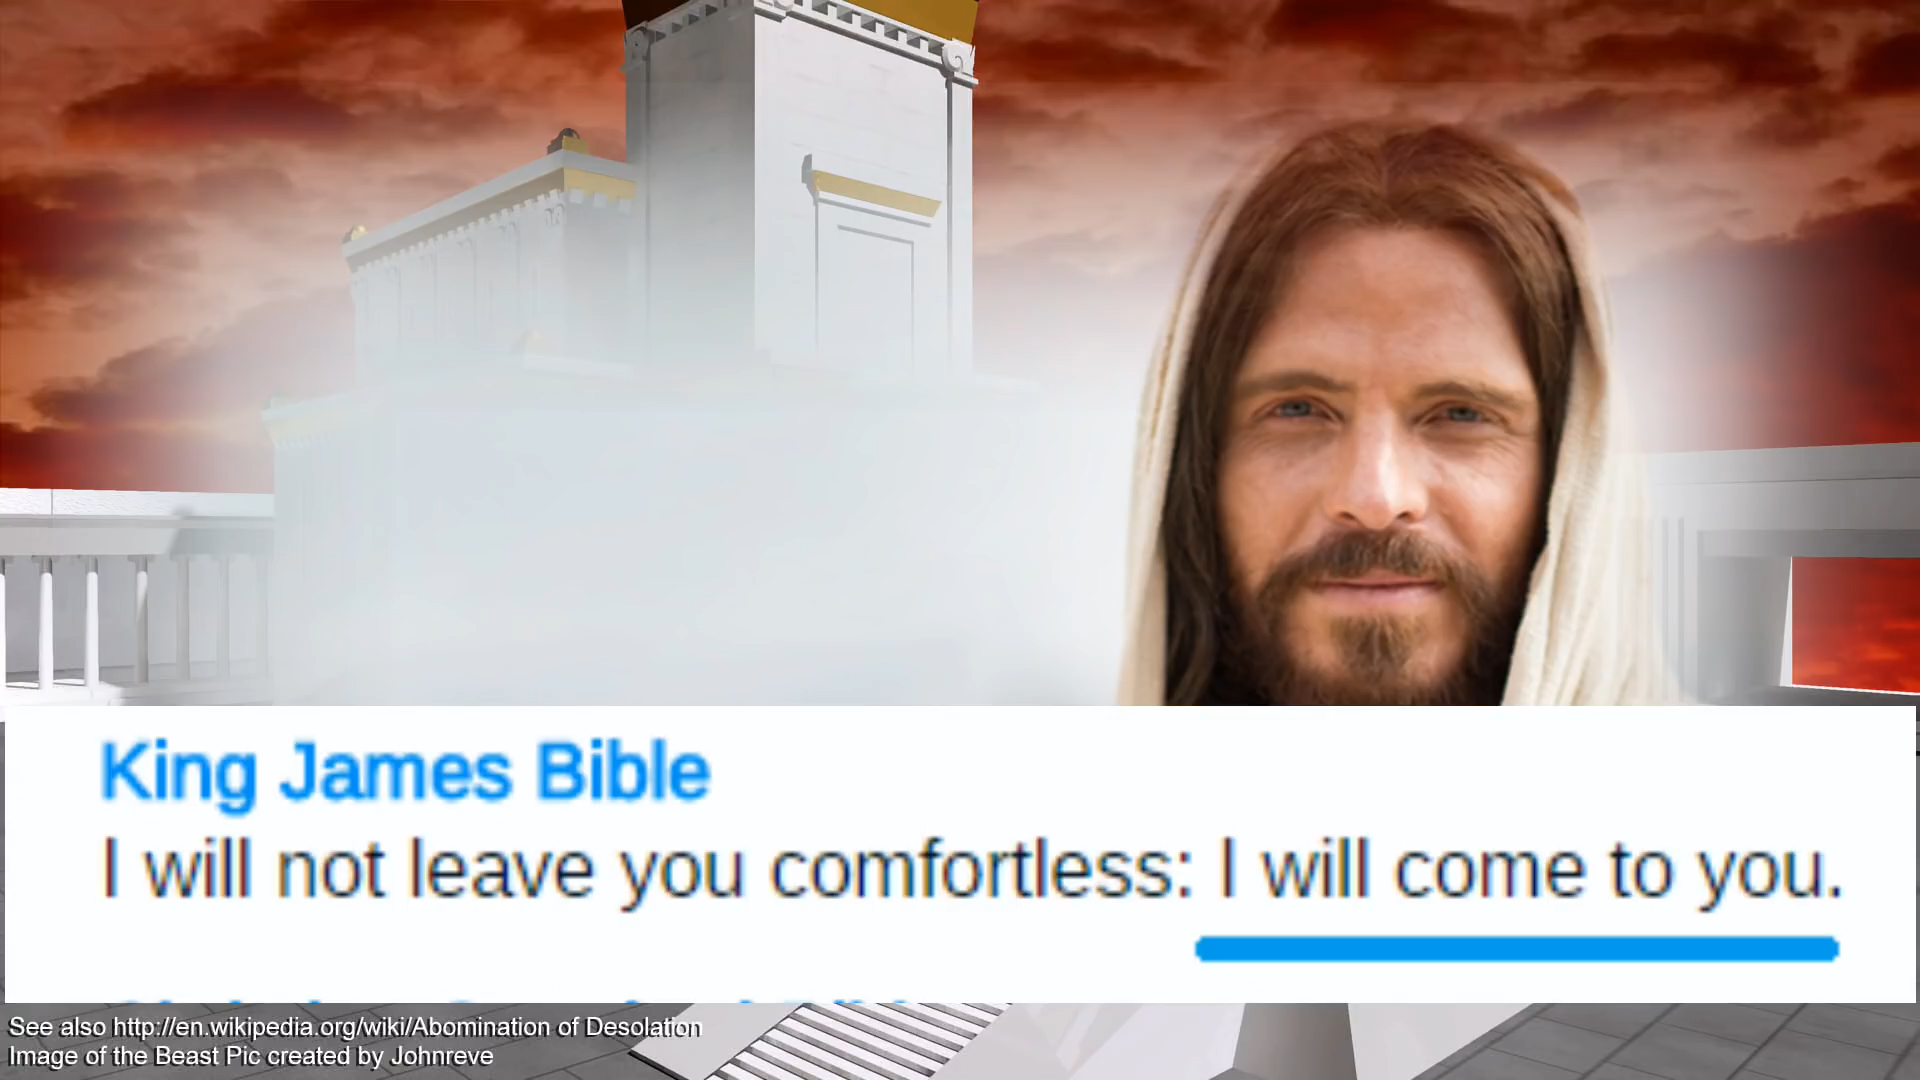 King James Bible
I will not leave you comfortless: I will come to you.
See also http://en.wikipedia.org/wiki/Abomination of Desolation
Image of the Beast Pic created by Johnreve